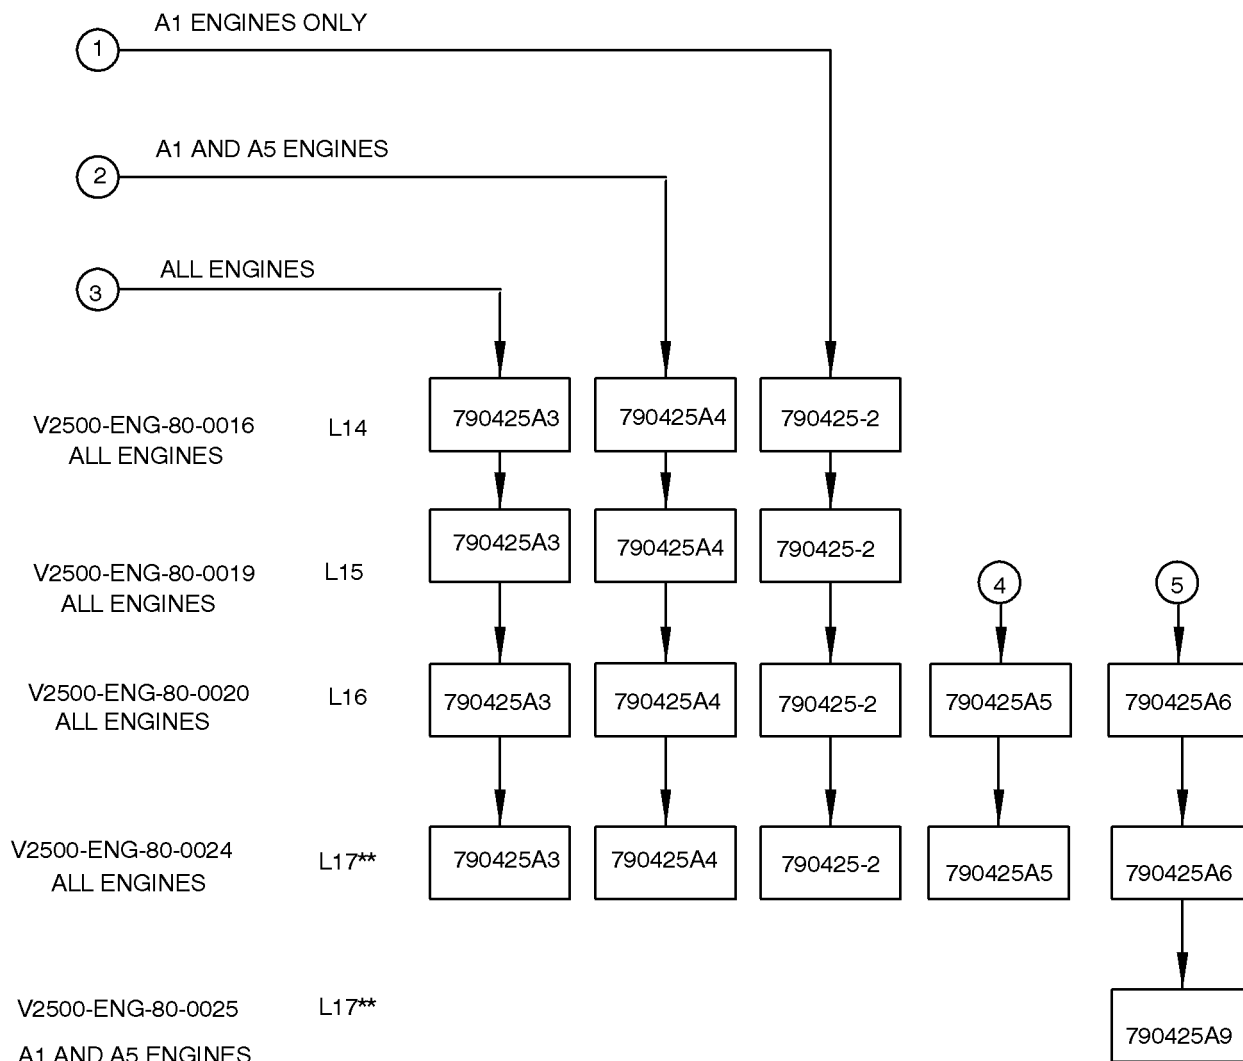 A1 ENGINES ONLY
1
A1 AND A5 ENGINES
2
ALL ENGINES
3
V2500-ENG-80-0016
ALL ENGINES
L14
790425A3
790425A4
790425-2
V2500-ENG-80-0019
ALL ENGINES
L15
790425A3
790425A4
790425-2
4
5
V2500-ENG-80-0020
ALL ENGINES
L16
790425A3
790425A4
790425-2
790425A5
790425A6
V2500-ENG-80-0024
ALL ENGINES
L17**
790425A3
790425A4
790425-2
790425A5
790425A6
V2500-ENG-80-0025
A1 AND A5 ENGINES
L17**
790425A9